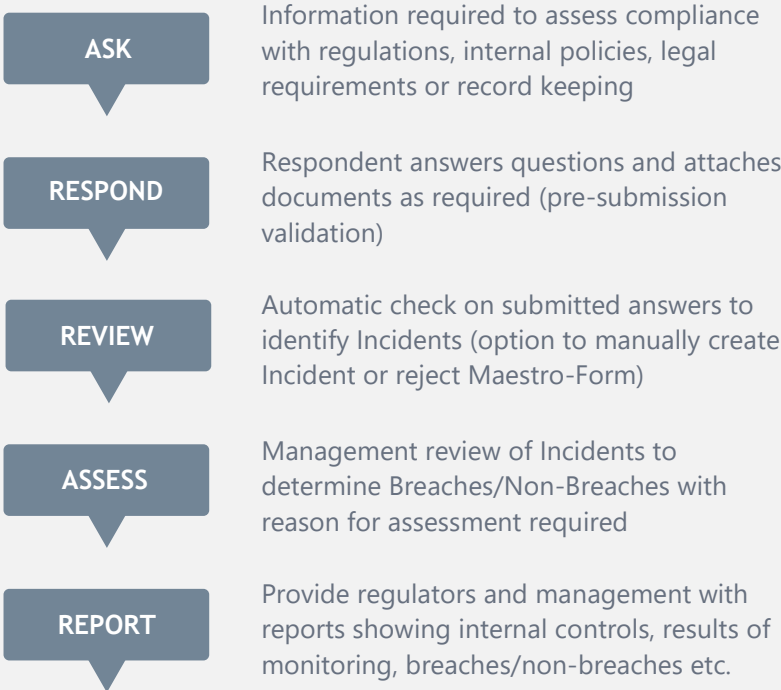 ASK
Information required to assess compliance
with regulations, internal policies, legal
requirements or record keeping
RESPOND
Respondent answers questions and attaches
documents as required (pre-submission
validation)
REVIEW
Automatic check on submitted answers to
identify Incidents (option to manually create
Incident or reject Maestro-Form)
ASSESS
Management review of Incidents to
determine Breaches/Non-Breaches with
reason for assessment required
REPORT
Provide regulators and management with
reports showing internal controls, results of
monitoring, breaches/non-breaches etc.